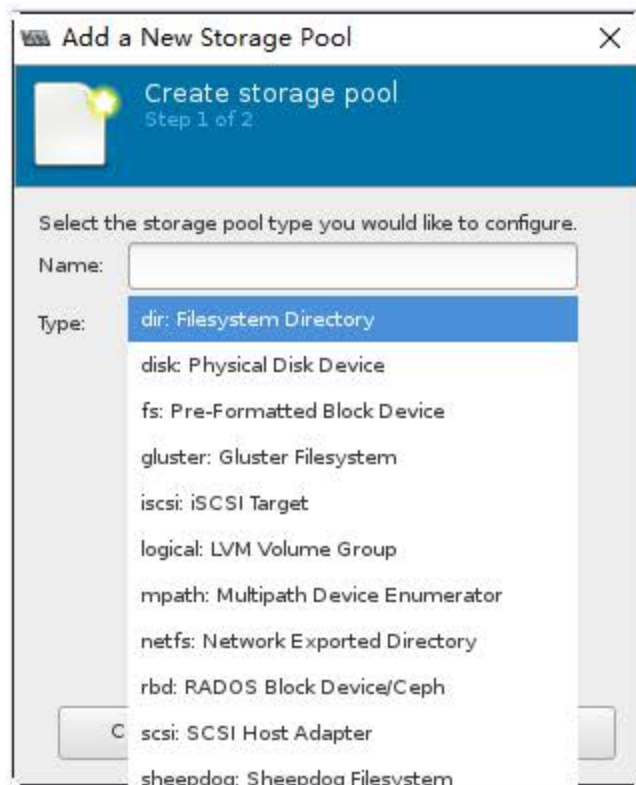 Add a New Storage Pool
Create storage pool
Step 1 of 2
Select the storage pool type you would like to configure.
Name:
Type:
dir: Filesystem Directory
disk: Physical Disk Device
fs: Pre-Formatted Block Device
gluster: Gluster Filesystem
iscsi: iSCSI Target
logical: LVM Volume Group
mpath: Multipath Device Enumerator
netfs: Network Exported Directory
rbd: RADOS Block Device/Ceph
C
scsi: SCSI Host Adapter
sheepdog: Sheepdog Filesystem